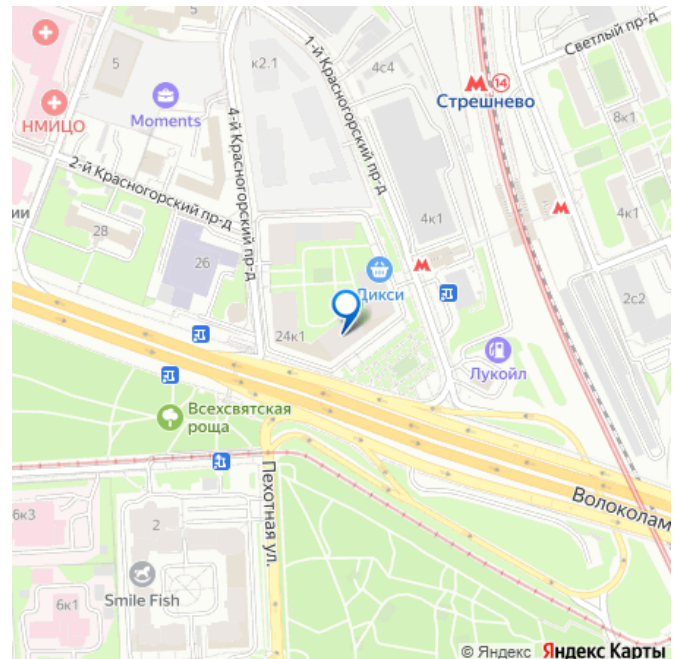 5
5
к2.1
4с4
1-й Красногорский пр-д
Светлый пр-д
НМИЦО
Moments
14
Стрешнево
8к1
4-й Красногорский пр-д
2-й Красногорский пр-д
4к1
4к1
ии
28
26
Дикси
2с2
24к1
Лукойл
Всехсвятская
роща
Пехотная ул.
Волоколам
6к3
2
Smile Fish
6к1
© Яндекс Яндекс Карты